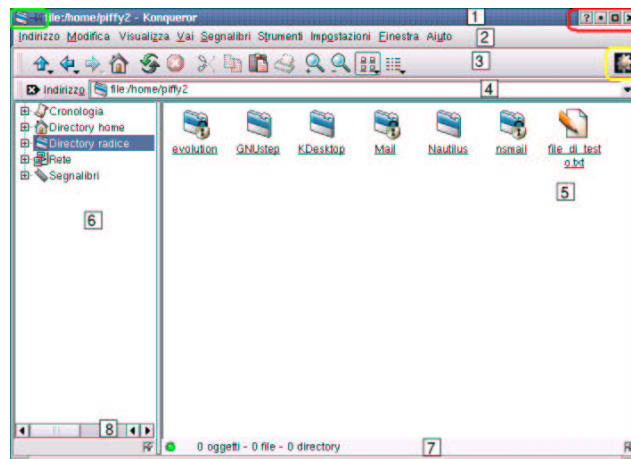 file:/home/piffy2 - Konqueror 1
Indirizzo Modifica Visualizza Vai Segnalibri Strumenti Impostazioni Finestra Aiuto 2
3
Indirizzo file:/home/piffy2 4
Cronologia
Directory home
Directory radice
Rete
Segnalibri
evolution GNUstep KDesktop Mail Nautilus nsmail file_di_test
o.txt
5
6
8
0 oggetti - 0 file - 0 directory 7